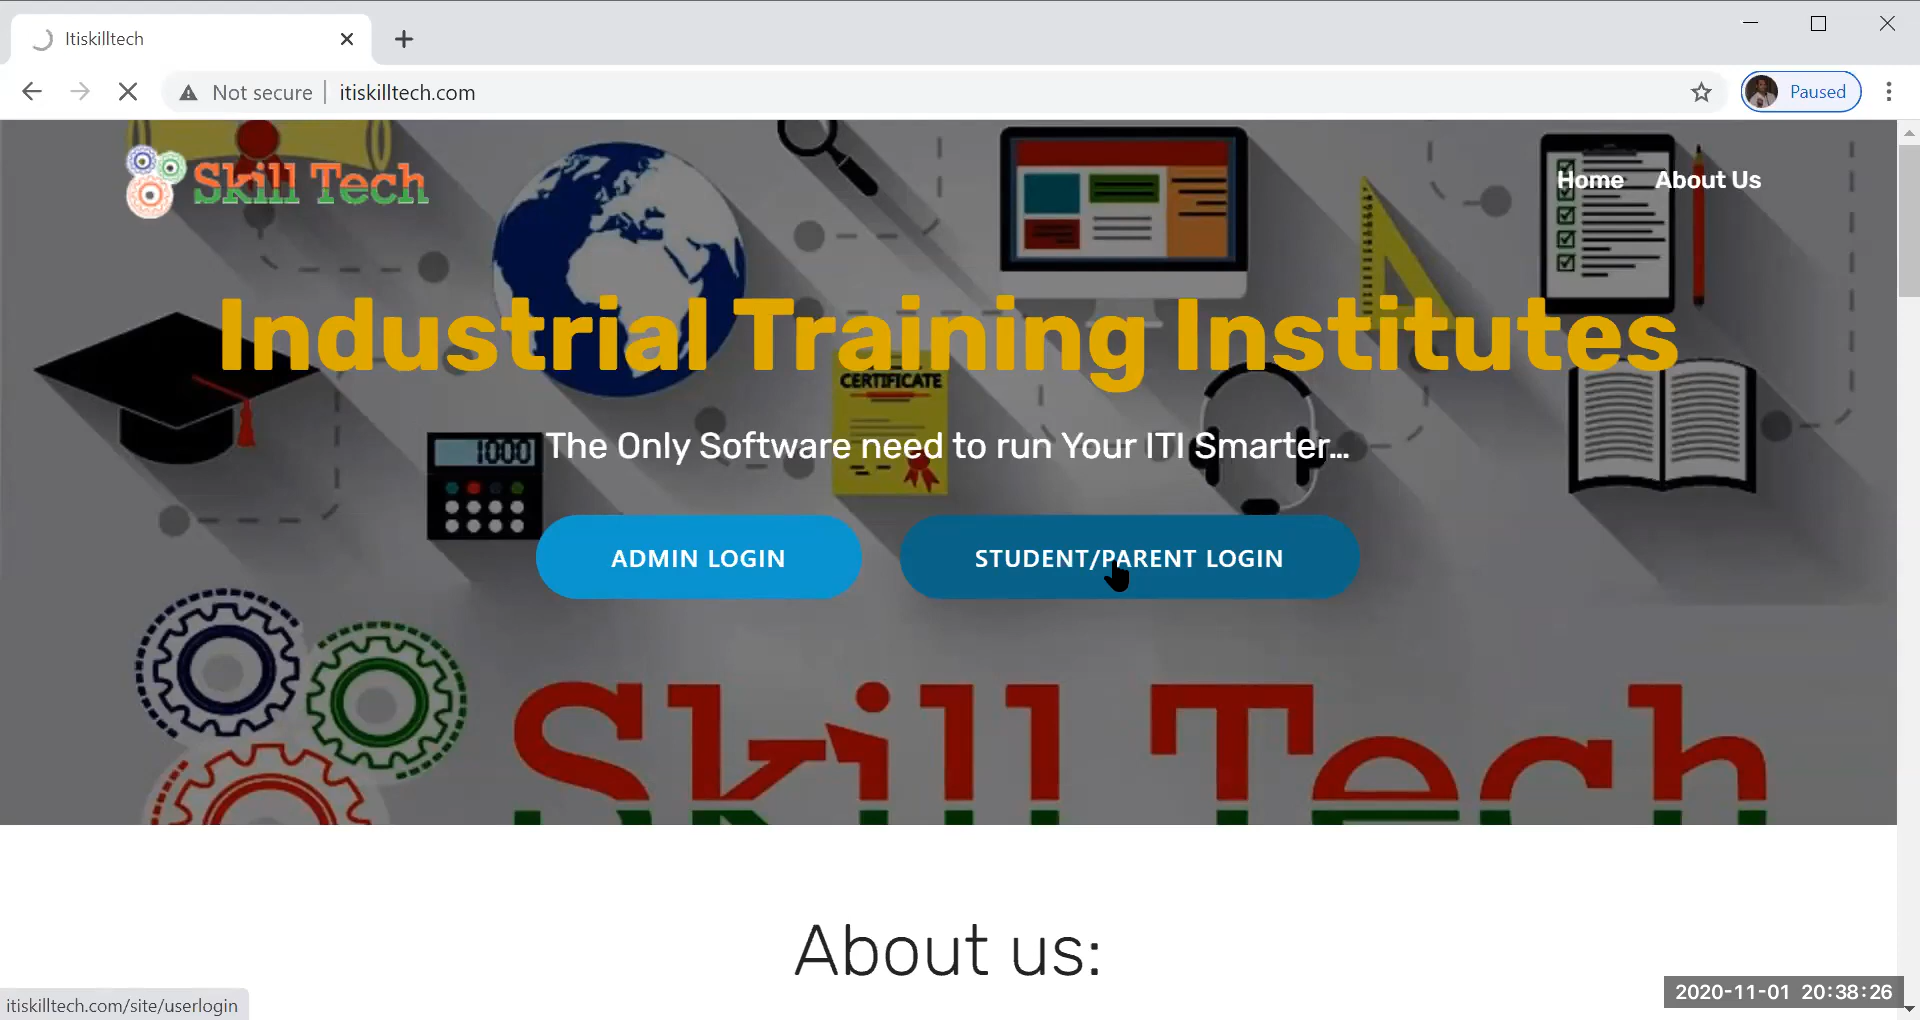 Itiskilltech
Not secure
itiskilltech.com
Paused
Skill Tech
Home
About Us
Industrial Training Institutes
CERTIFICATE
1000
The Only Software need to run Your ITI Smarter...
ADMIN LOGIN
STUDENT/PARENT LOGIN
Skill Tech
About us:
itiskilltech.com/site/userlogin
2020-11-01 20:38:26